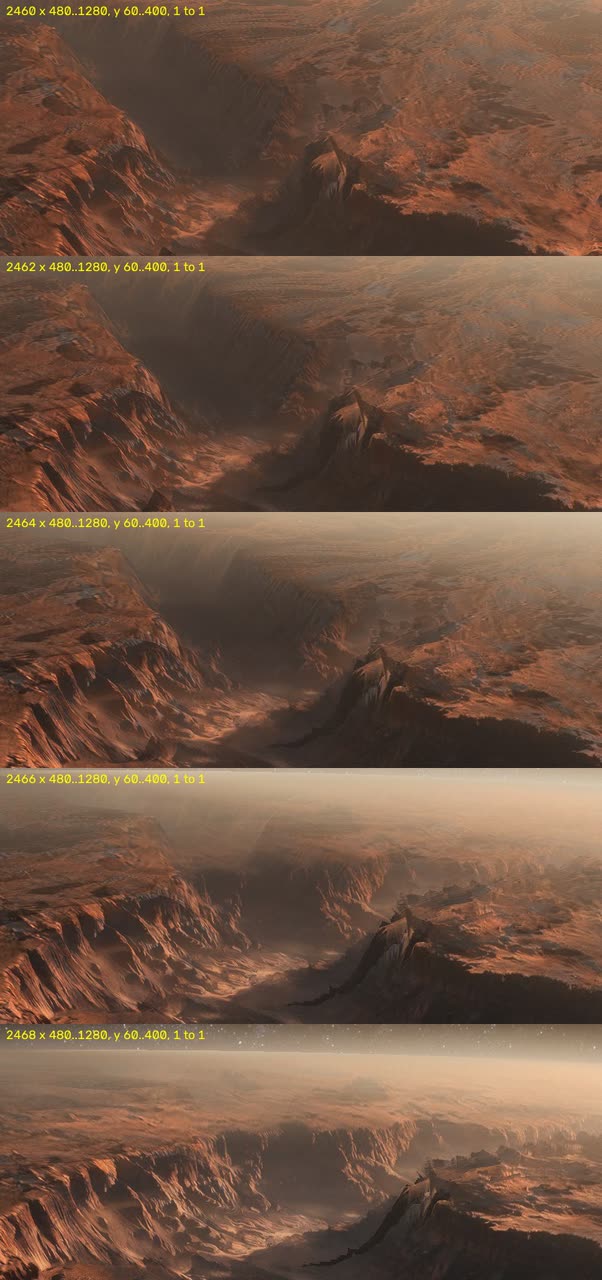 2460 x 480..1280, y 60..400, 1 to 1
2462 x 480..1280, y 60..400, 1 to 1
2464 x 480..1280, y 60..400, 1 to 1
2466 x 480..1280, y 60..400, 1 to 1
2468 x 480..1280, y 60..400, 1 to 1